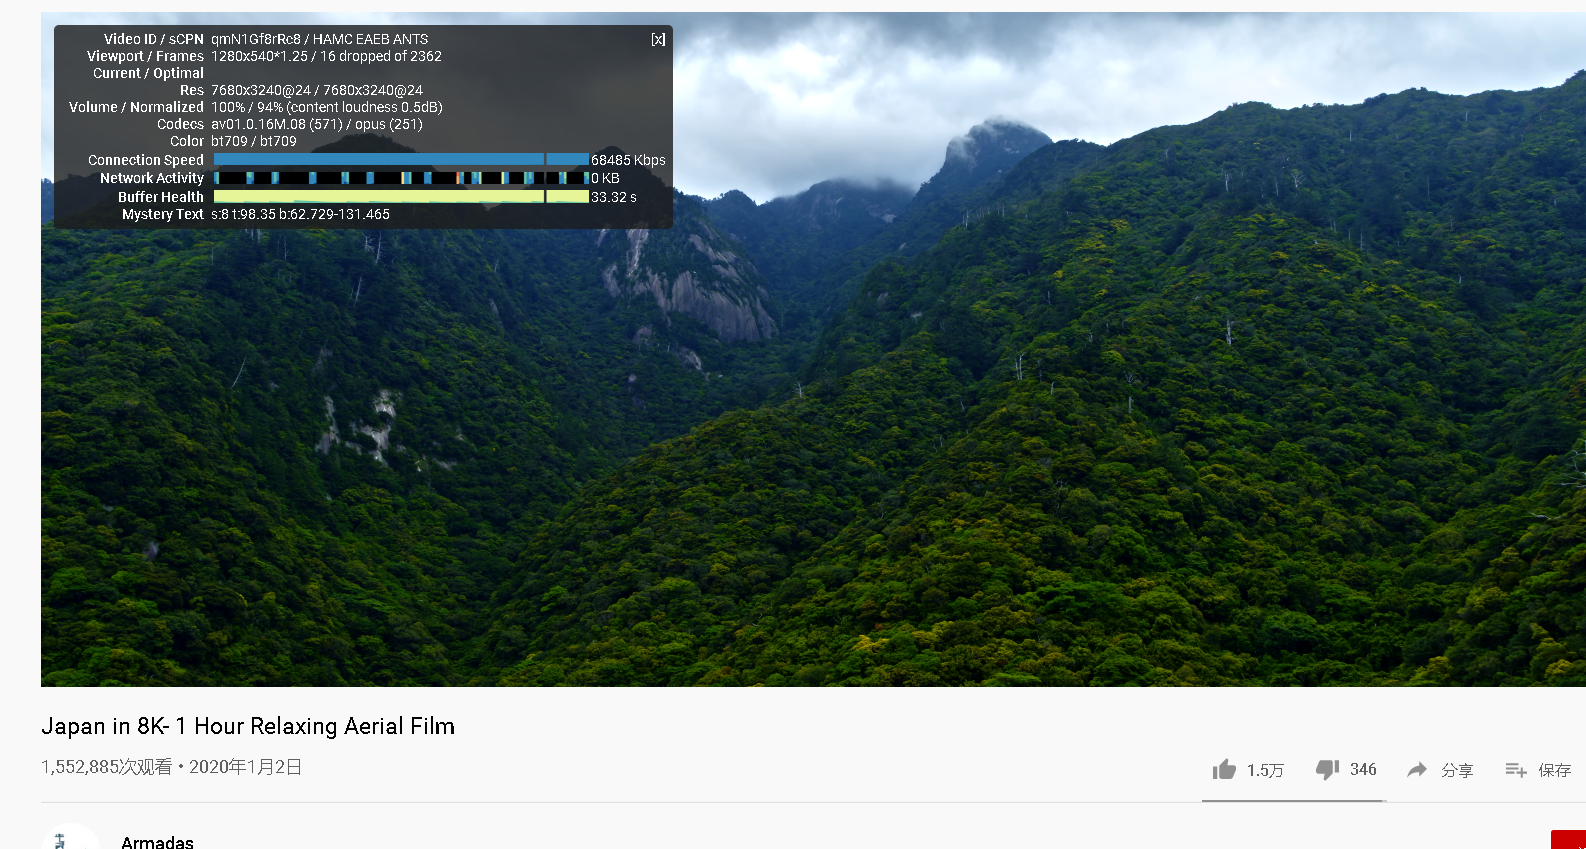 Video ID / sCPN qmN1Gf8rRc8 / HAMC EAEB ANTS [x]
Viewport / Frames 1280x540*1.25 / 16 dropped of 2362
Current / Optimal
Res 7680x3240@24 / 7680x3240@24
Volume / Normalized 100% / 94% (content loudness 0.5dB)
Codecs av01.0.16M.08 (571) / opus (251)
Color bt709 / bt709
Connection Speed 68485 Kbps
Network Activity 0 KB
Buffer Health 33.32 s
Mystery Text s:8 t:98.35 b:62.729-131.465
Japan in 8K- 1 Hour Relaxing Aerial Film
1,552,885次观看 • 2020年1月2日
1.5万 346 分享 保存
Armadas